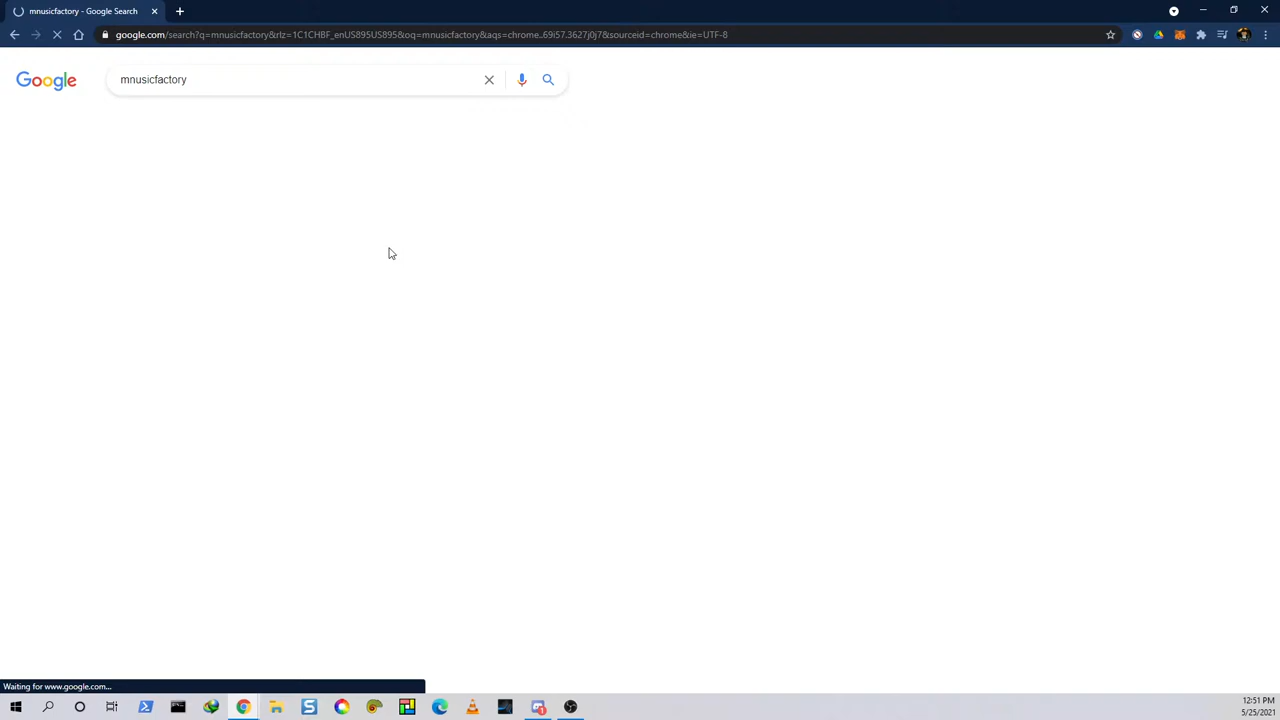 mnusicfactory - Google Search
google.com/search?q=mnusicfactory&rlz=1C1CHBF_enUS895US895&oq=mnusicfactory&aqs=chrome..69i57.3627j0j7&sourceid=chrome&ie=UTF-8
Google
mnusicfactory
Waiting for www.google.com...
12:51 PM
5/25/2021